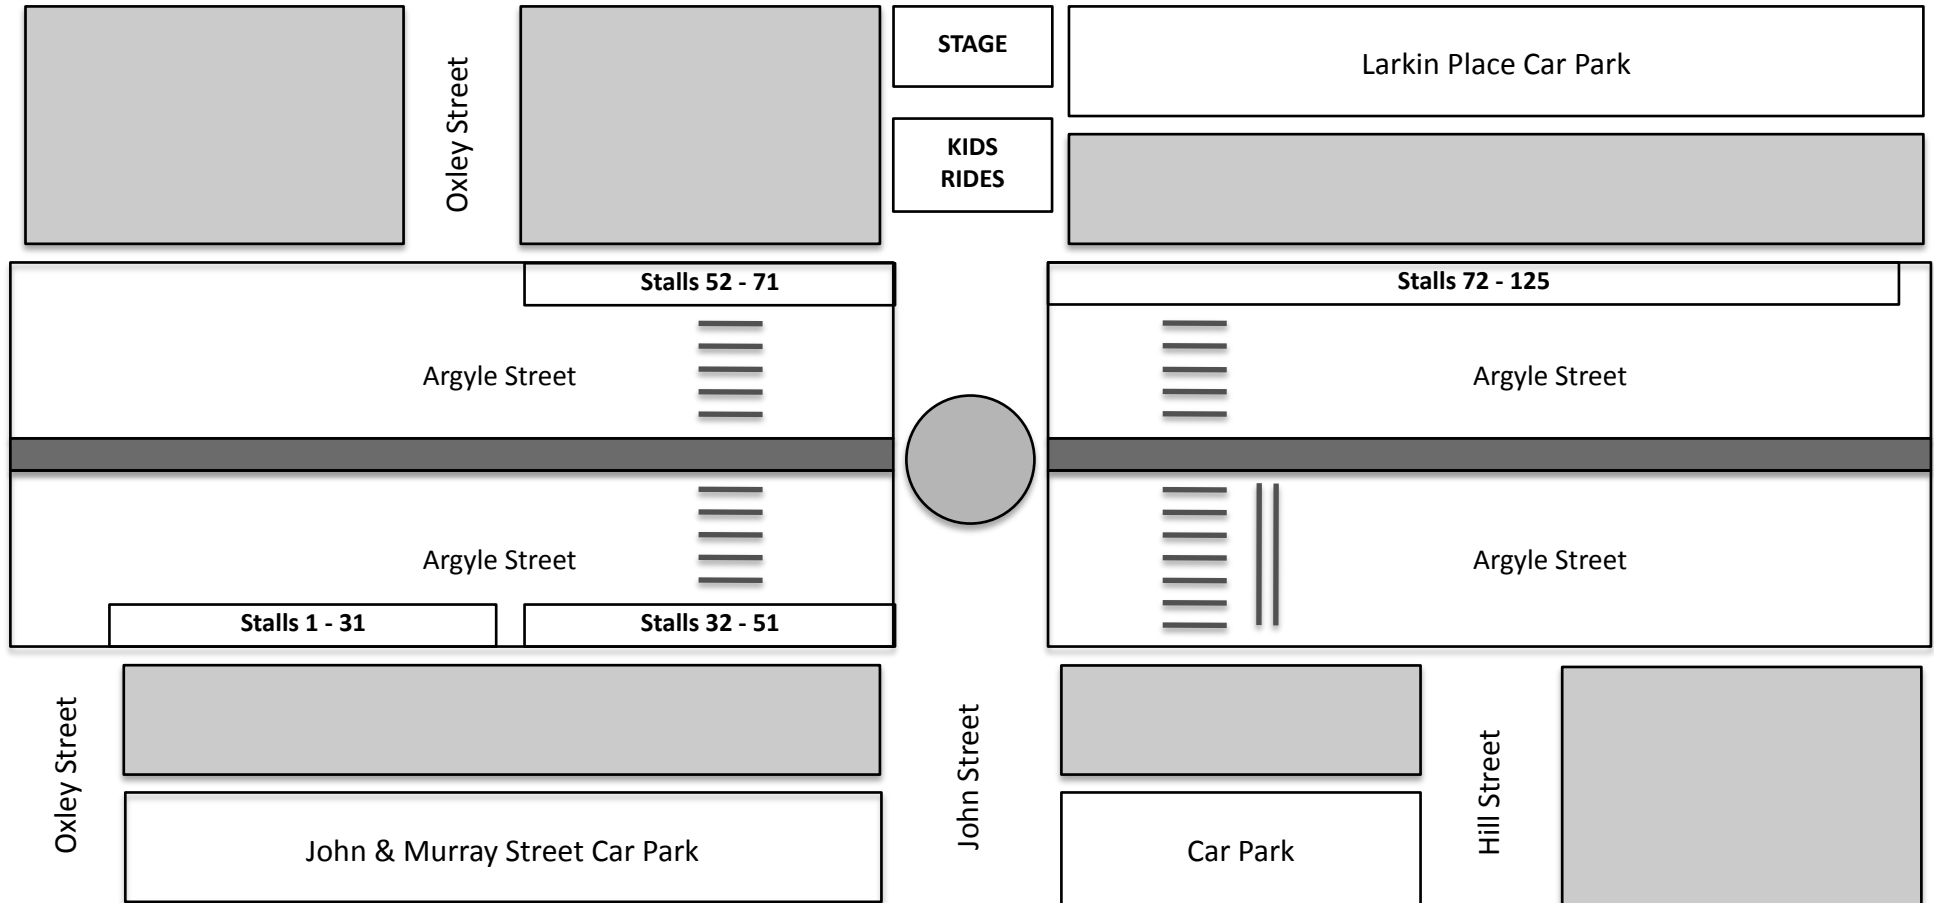 STAGE
Larkin Place Car Park
Oxley Street
KIDS
RIDES
Stalls 52 - 71
Stalls 72 - 125
Argyle Street
Argyle Street
Argyle Street
Argyle Street
Stalls 1 - 31
Stalls 32 - 51
Oxley Street
John Street
Hill Street
John & Murray Street Car Park
Car Park